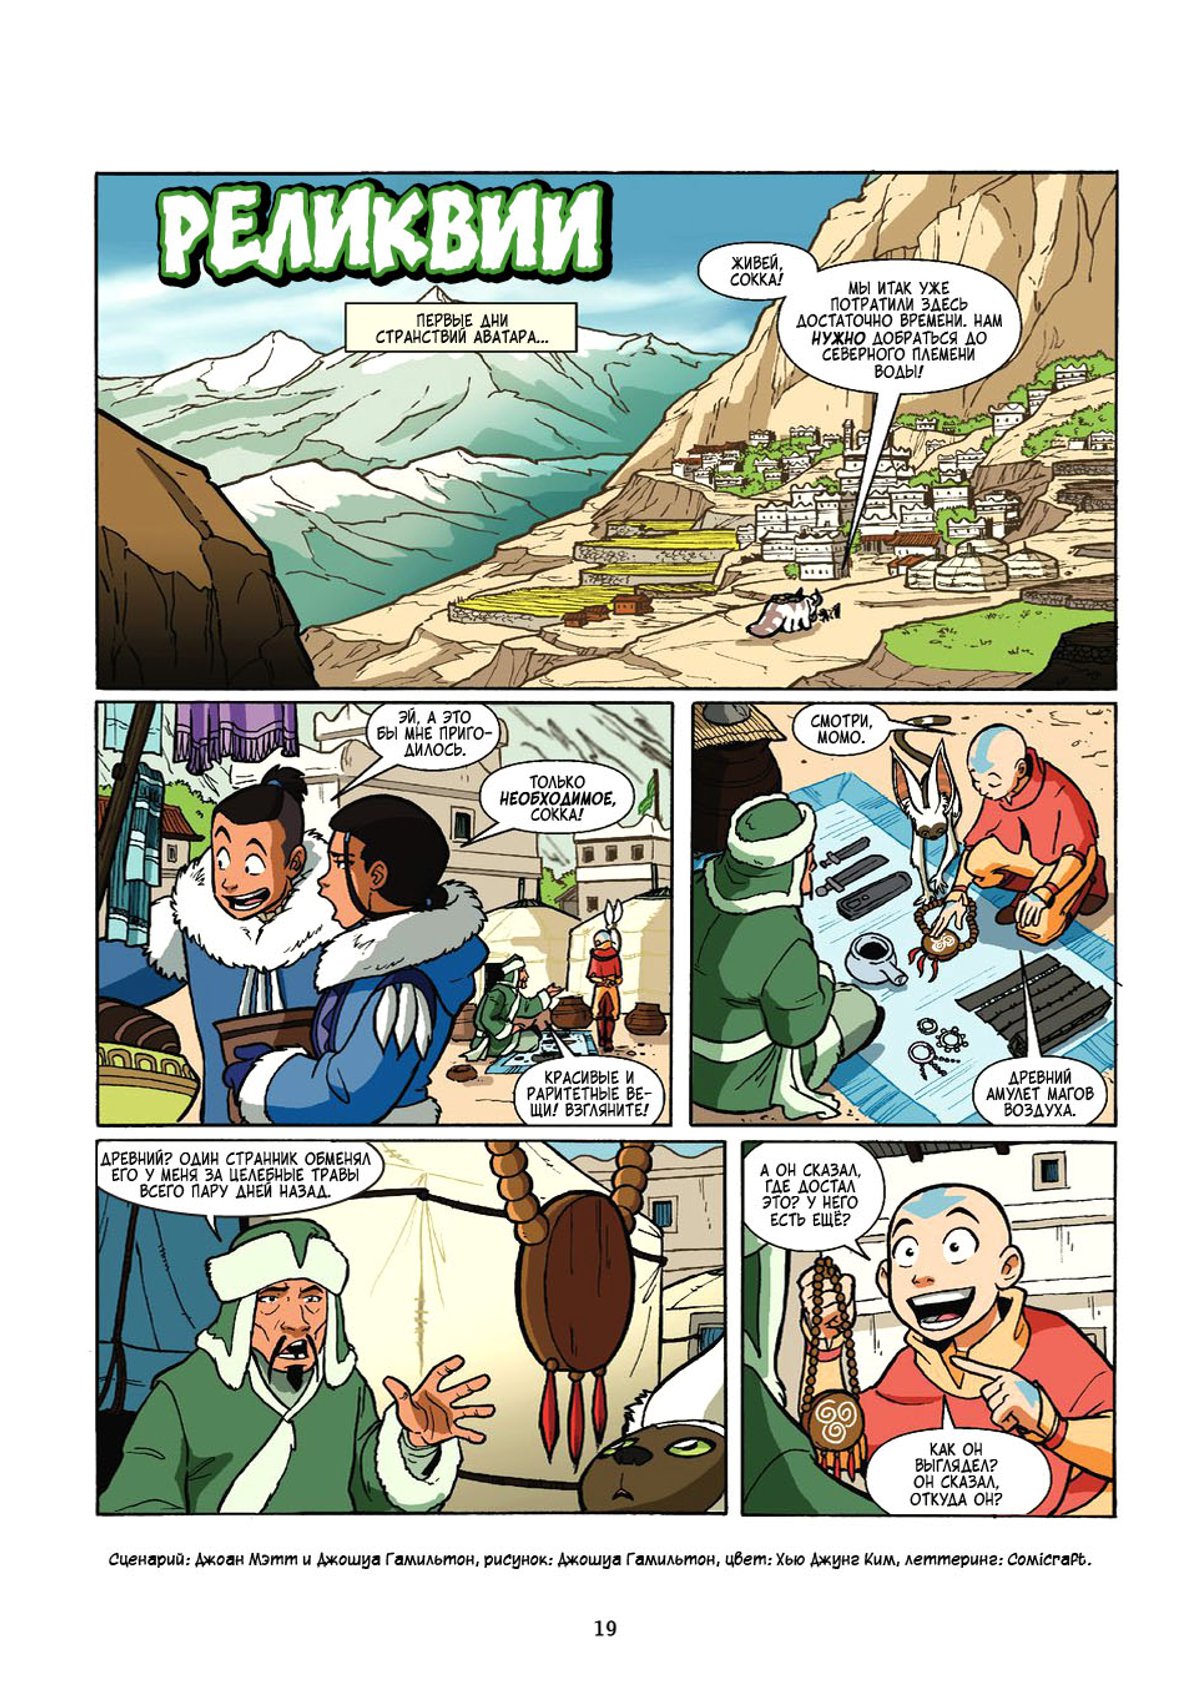 РЕЛИКВИИ
ПЕРВЫЕ ДНИ
СТРАНСТВИЙ АВАТАРА...
ЖИВЕЙ,
СОККА!
МЫ ИТАК УЖЕ
ПОТРАТИЛИ ЗДЕСЬ
ДОСТАТОЧНО ВРЕМЕНИ. НАМ
НУЖНО ДОБРАТЬСЯ ДО
СЕВЕРНОГО ПЛЕМЕНИ
ВОДЫ!
ЭЙ, А ЭТО
БЫ МНЕ ПРИГО-
ДИЛОСЬ.
ТОЛЬКО
НЕОБХОДИМОЕ,
СОККА!
КРАСИВЫЕ И
РАРИТЕТНЫЕ ВЕ-
ЩИ! ВЗГЛЯНИТЕ!
СМОТРИ,
МОМО.
ДРЕВНИЙ
АМУЛЕТ МАГОВ
ВОЗДУХА.
ДРЕВНИЙ? ОДИН СТРАННИК ОБМЕНЯЛ
ЕГО У МЕНЯ ЗА ЦЕЛЕБНЫЕ ТРАВЫ
ВСЕГО ПАРУ ДНЕЙ НАЗАД.
А ОН СКАЗАЛ,
ГДЕ ДОСТАЛ
ЭТО? У НЕГО
ЕСТЬ ЕЩЁ?
КАК ОН
ВЫГЛЯДЕЛ?
ОН СКАЗАЛ,
ОТКУДА ОН?
Сценарий: Джоан Мэтт и Джошуа Гамильтон, рисунок: Джошуа Гамильтон, цвет: Хью Джунг Ким, леттеринг: Comicraft.
19